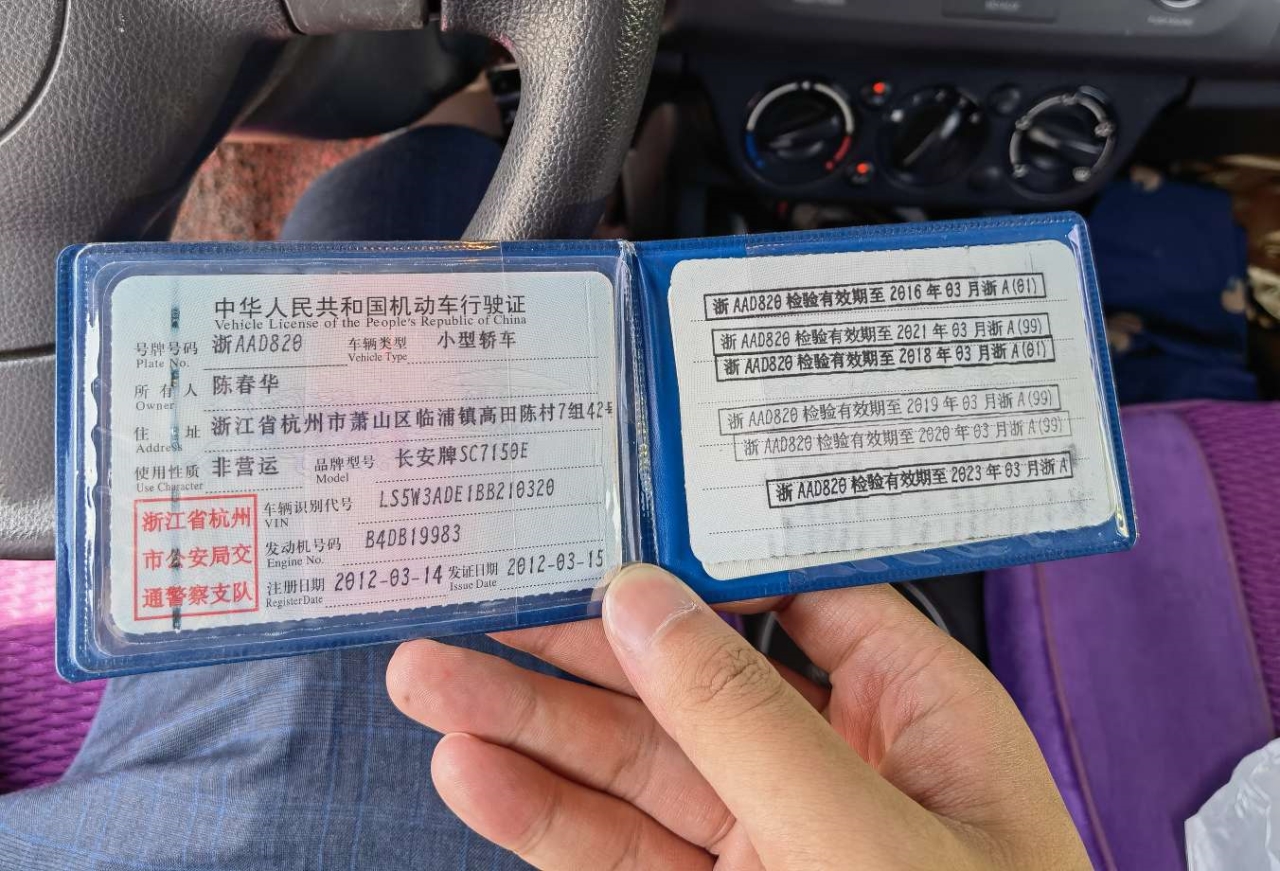 中华人民共和国机动车行驶证
Vehicle License of the People's Republic of China
号牌号码 浙AAD820 车辆类型 小型轿车
Plate No. Vehicle Type
所有人 陈春华
Owner
住址 浙江省杭州市萧山区临浦镇高田陈村7组42号
Address
使用性质 非营运 品牌型号 长安牌SC7150E
Use Character Model
浙江省杭州
市公安局交
通警察支队
车辆识别代号 LS5W3ADE1BB210320
VIN
发动机号码 B4DB19983
Engine No.
注册日期 2012-03-14 发证日期 2012-03-15
Register Date Issue Date
浙AAD820检验有效期至2016年03月浙A(01)
浙AAD820检验有效期至2021年03月浙A(99)
浙AAD820检验有效期至2018年03月浙A(01)
浙AAD820检验有效期至2019年03月浙A(99)
浙AAD820检验有效期至2020年03月浙A(99)
浙AAD820检验有效期至2023年03月浙A